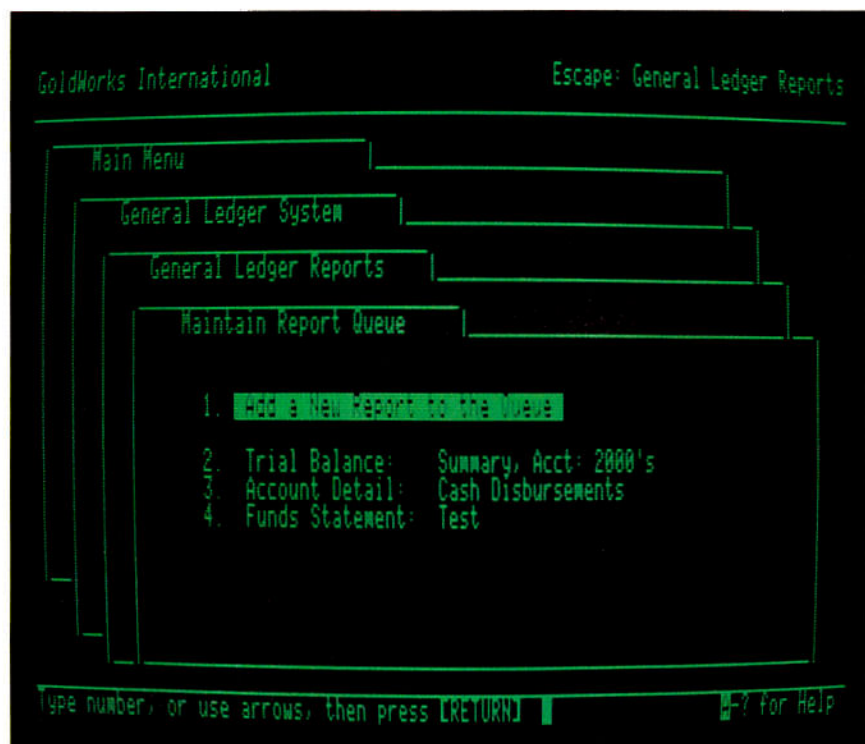 GoldWorks International
Escape: General Ledger Reports
Main Menu
General Ledger System
General Ledger Reports
Maintain Report Queue
1. Add a New Report to the Queue
2. Trial Balance: Summary, Acct: 2000's
3. Account Detail: Cash Disbursements
4. Funds Statement: Test
Type number, or use arrows, then press [RETURN]
-? for Help